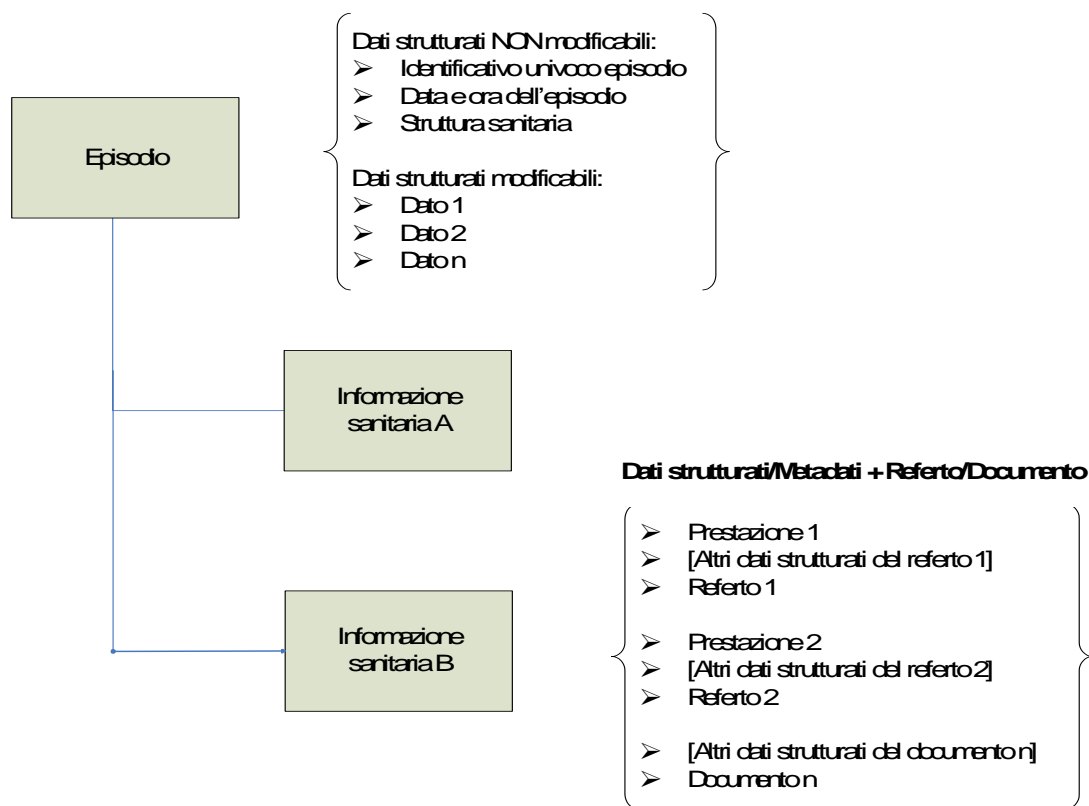 Dati strutturati NON modificabili:
➢ Identificativo univoco episodio
➢ Data e ora dell'episodio
➢ Struttura sanitaria
Episodio
Dati strutturati modificabili:
➢ Dato 1
➢ Dato 2
➢ Dato n
Informazione
sanitaria A
Dati strutturati/Metadati + Referto/Documento
➢ Prestazione 1
➢ [Altri dati strutturati del referto 1]
➢ Referto 1
Informazione
sanitaria B
➢ Prestazione 2
➢ [Altri dati strutturati del referto 2]
➢ Referto 2
➢ [Altri dati strutturati del documento n]
➢ Documento n